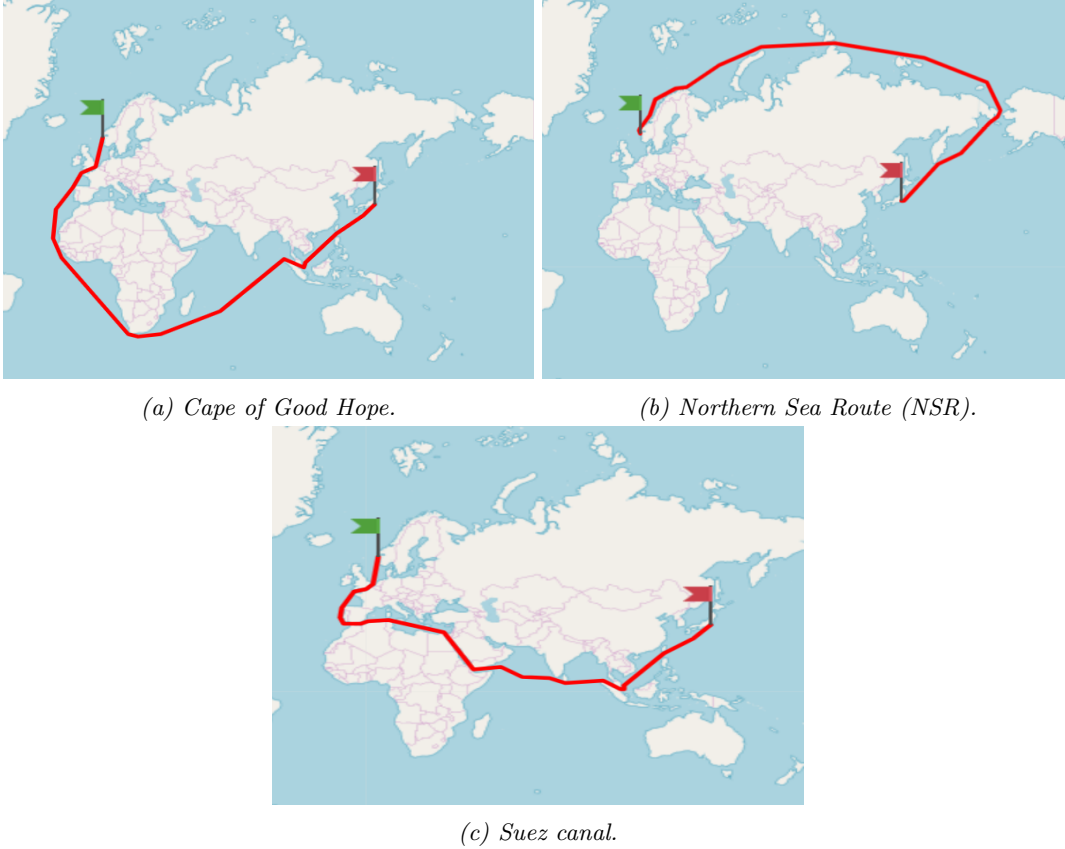 (a) Cape of Good Hope.
(b) Northern Sea Route (NSR).
(c) Suez canal.